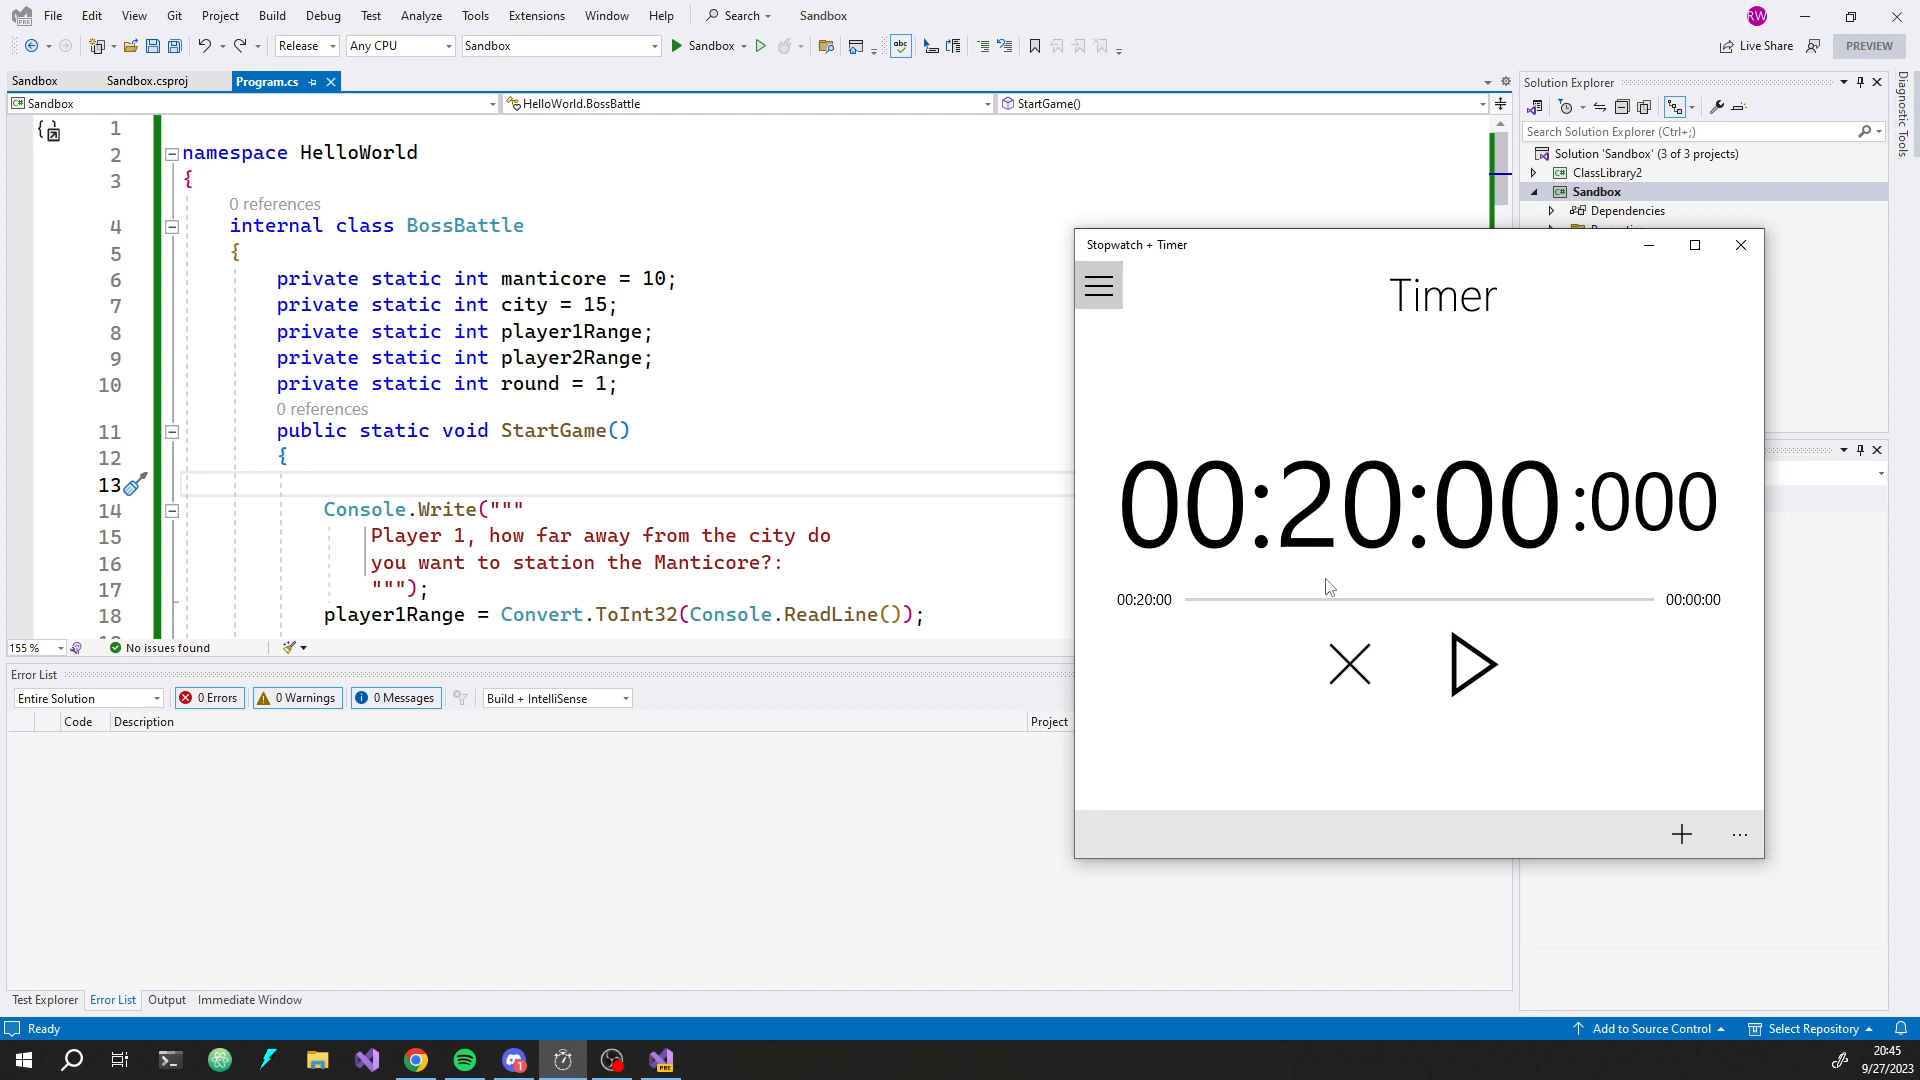 File Edit View Git Project Build Debug Test Analyze Tools Extensions Window Help Search Sandbox RW
Release Any CPU Sandbox Sandbox Live Share PREVIEW
Sandbox Sandbox.csproj Program.cs
Sandbox HelloWorld.BossBattle StartGame()
1
2 namespace HelloWorld
3 {
0 references
4 internal class BossBattle
5 {
6 private static int manticore = 10;
7 private static int city = 15;
8 private static int player1Range;
9 private static int player2Range;
10 private static int round = 1;
0 references
11 public static void StartGame()
12 {
13
14 Console.Write("""
15 Player 1, how far away from the city do
16 you want to station the Manticore?:
17 """);
18 player1Range = Convert.ToInt32(Console.ReadLine());
155 % No issues found
Error List
Entire Solution 0 Errors 0 Warnings 0 Messages Build + IntelliSense
Code Description Project
Test Explorer Error List Output Immediate Window
Solution Explorer
Search Solution Explorer (Ctrl+;)
Solution 'Sandbox' (3 of 3 projects)
ClassLibrary2
Sandbox
Dependencies
Diagnostic Tools
Stopwatch + Timer
Timer
00:20:00:000
00:20:00 00:00:00
Ready Add to Source Control Select Repository
20:45
9/27/2023